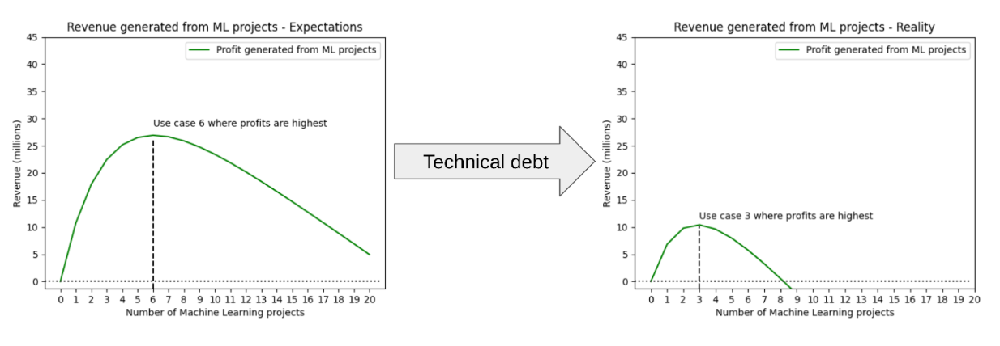 Revenue generated from ML projects - Expectations
45
Profit generated from ML projects
40
35
30
Use case 6 where profits are highest
25
20
15
10
5
0
Revenue (millions)
0 1 2 3 4 5 6 7 8 9 10 11 12 13 14 15 16 17 18 19 20
Number of Machine Learning projects
Technical debt
Revenue generated from ML projects - Reality
45
Profit generated from ML projects
40
35
30
25
20
15
Use case 3 where profits are highest
10
5
0
Revenue (millions)
0 1 2 3 4 5 6 7 8 9 10 11 12 13 14 15 16 17 18 19 20
Number of Machine Learning projects